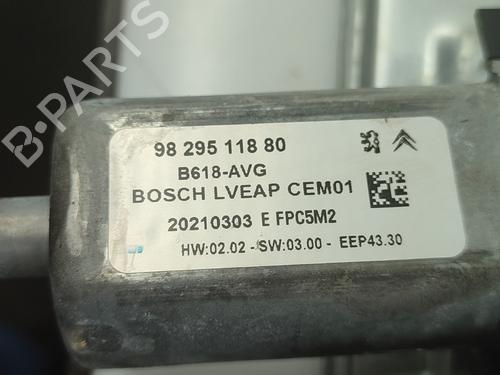 B-PARTS
98 295 118 80
B618-AVG
BOSCH LVEAP CEM01
20210303 E FPC5M2
HW:02.02 - SW:03.00 - EEP43.30